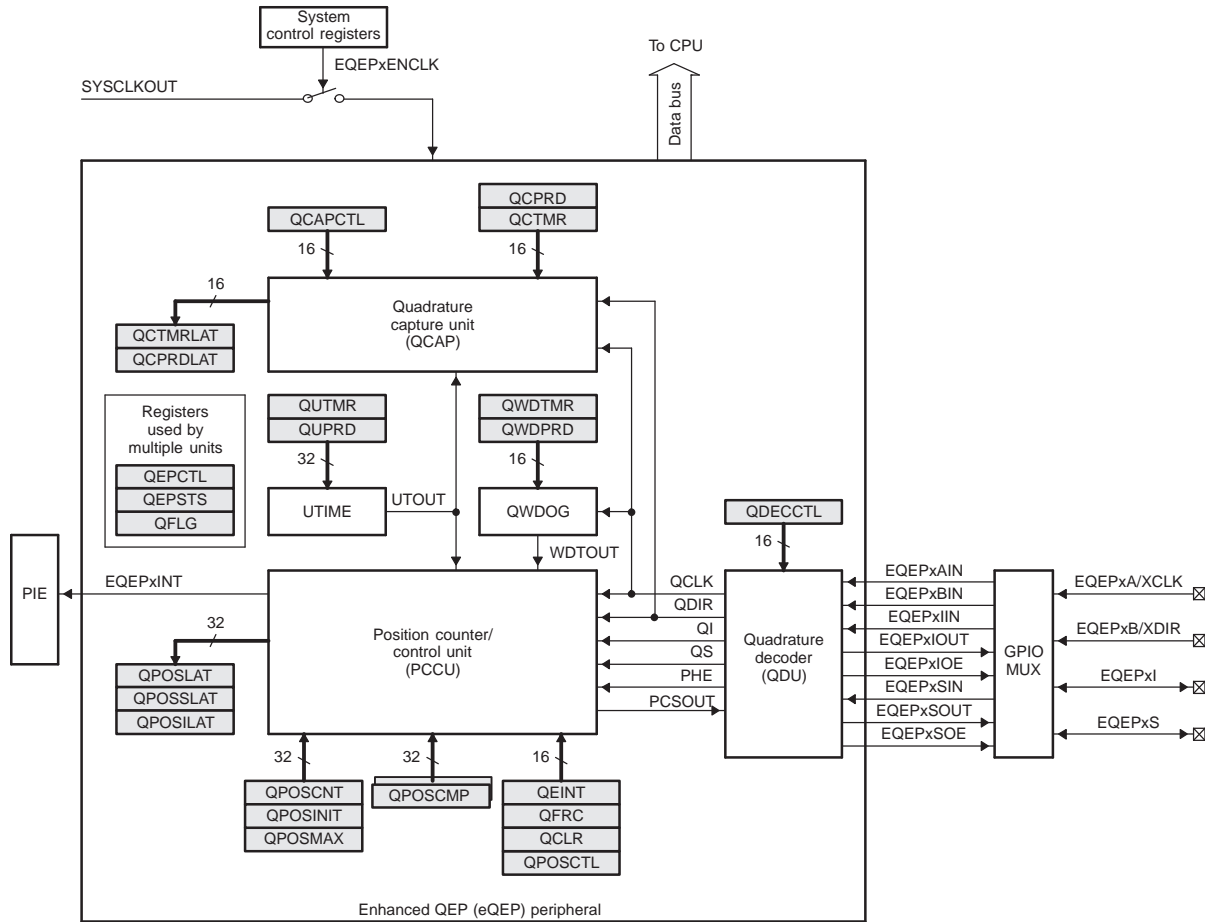 System
control registers
To CPU
EQEPxENCLK
SYSCLKOUT
Data bus
QCPRD
QCAPCTL
QCTMR
16
16
16
Quadrature
capture unit
(QCAP)
QCTMRLAT
QCPRDLAT
Registers
used by
multiple units
QEPCTL
QEPSTS
QFLG
QUTMR
QUPRD
32
UTIME
UTOUT
QWDTMR
QWDPRD
16
QWDOG
WDTOUT
QDECCTL
16
PIE
EQEPxINT
32
QPOSLAT
QPOSSLAT
QPOSILAT
Position counter/
control unit
(PCCU)
QCLK
QDIR
QI
QS
PHE
PCSOUT
Quadrature
decoder
(QDU)
EQEPxAIN
EQEPxBIN
EQEPxIIN
EQEPxIOUT
EQEPxIOE
EQEPxSIN
EQEPxSOUT
EQEPxSOE
GPIO
MUX
EQEPxA/XCLK
EQEPxB/XDIR
EQEPxI
EQEPxS
32
32
16
QPOSCNT
QPOSINIT
QPOSMAX
QPOSCMP
QEINT
QFRC
QCLR
QPOSCTL
Enhanced QEP (eQEP) peripheral